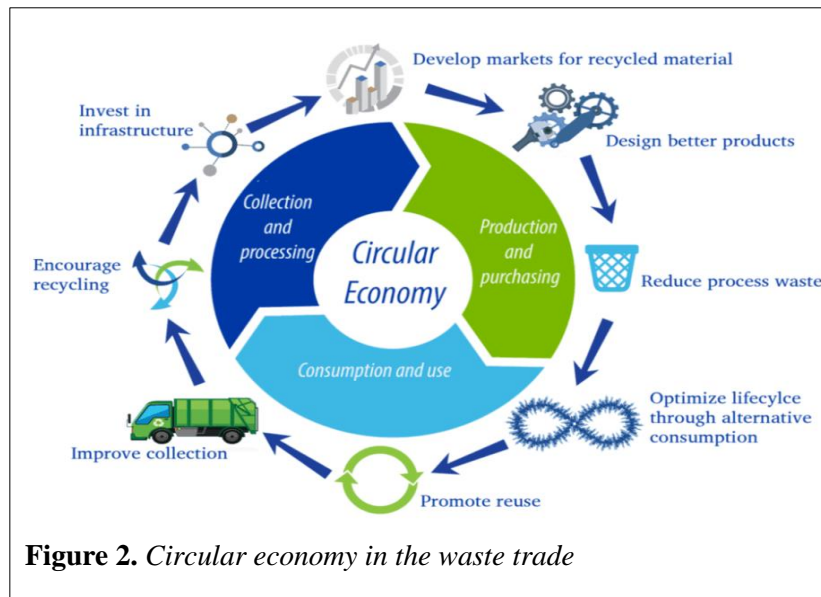 Develop markets for recycled material
Design better products
Reduce process waste
Optimize lifecylce
through alternative
consumption
Promote reuse
Improve collection
Encourage
recycling
Invest in
infrastructure
Collection
and
processing
Production
and
purchasing
Consumption and use
Circular
Economy
Figure 2. Circular economy in the waste trade